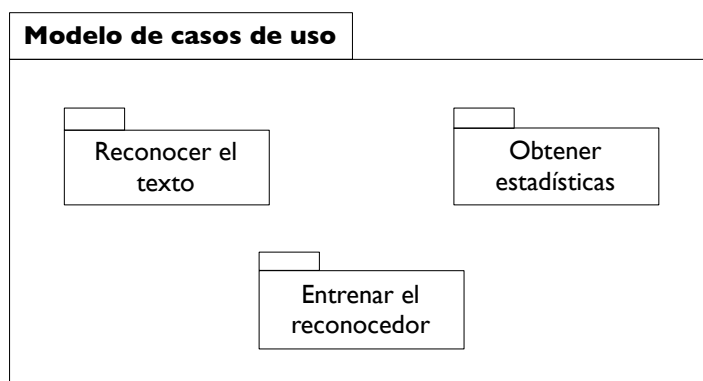 Modelo de casos de uso
Reconocer el
texto
Obtener
estadísticas
Entrenar el
reconocedor